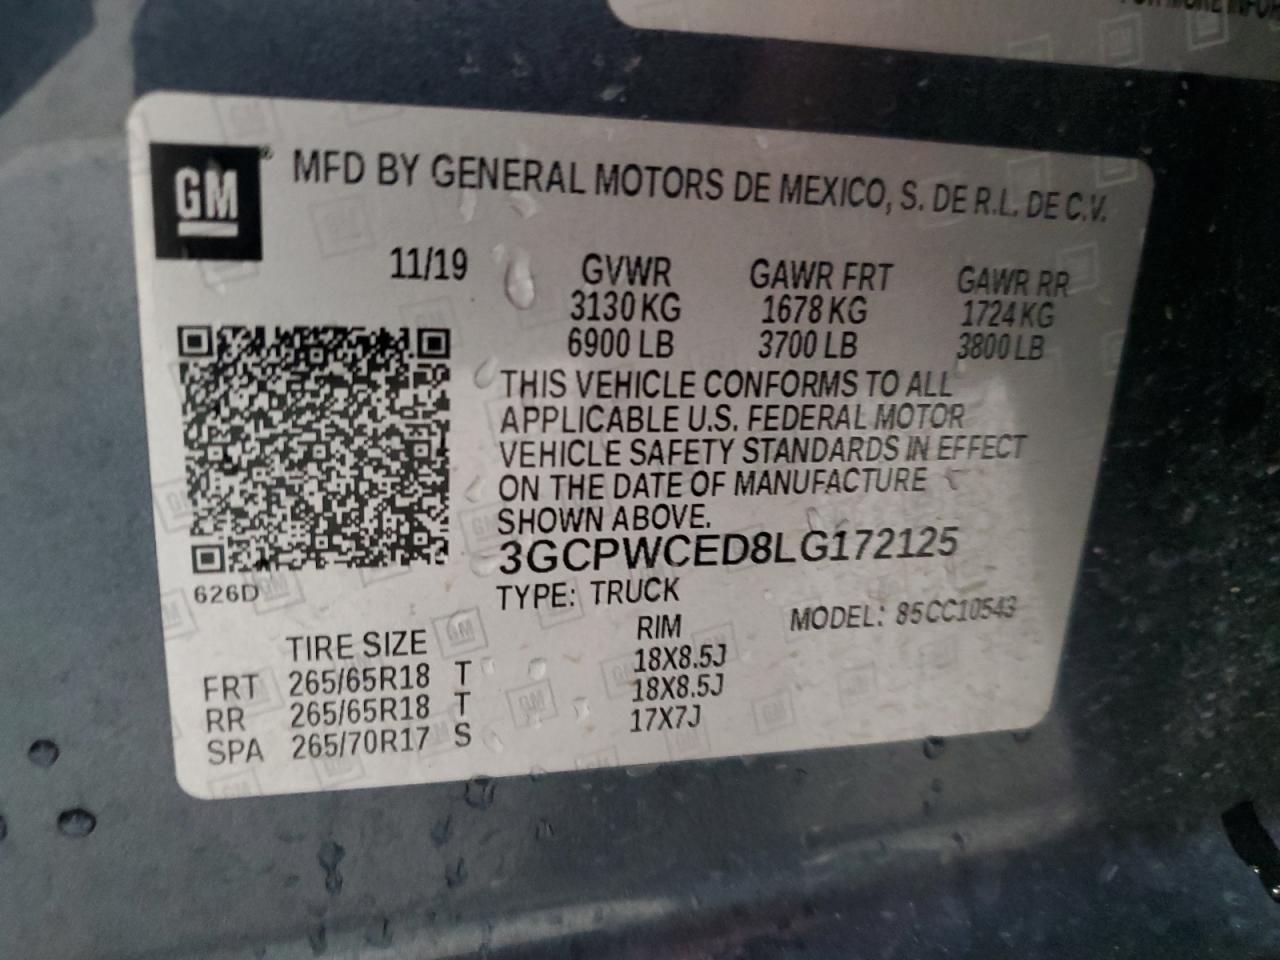 GM
MFD BY GENERAL MOTORS DE MEXICO, S. DE R.L. DE C.V.
11/19
GVWR GAWR FRT GAWR RR
3130 KG 1678 KG 1724 KG
6900 LB 3700 LB 3800 LB
THIS VEHICLE CONFORMS TO ALL
APPLICABLE U.S. FEDERAL MOTOR
VEHICLE SAFETY STANDARDS IN EFFECT
ON THE DATE OF MANUFACTURE
SHOWN ABOVE.
3GCPWCED8LG172125
626D
TYPE: TRUCK
MODEL: 85CC10543
TIRE SIZE RIM
FRT 265/65R18 T 18X8.5J
RR 265/65R18 T 18X8.5J
SPA 265/70R17 S 17X7J